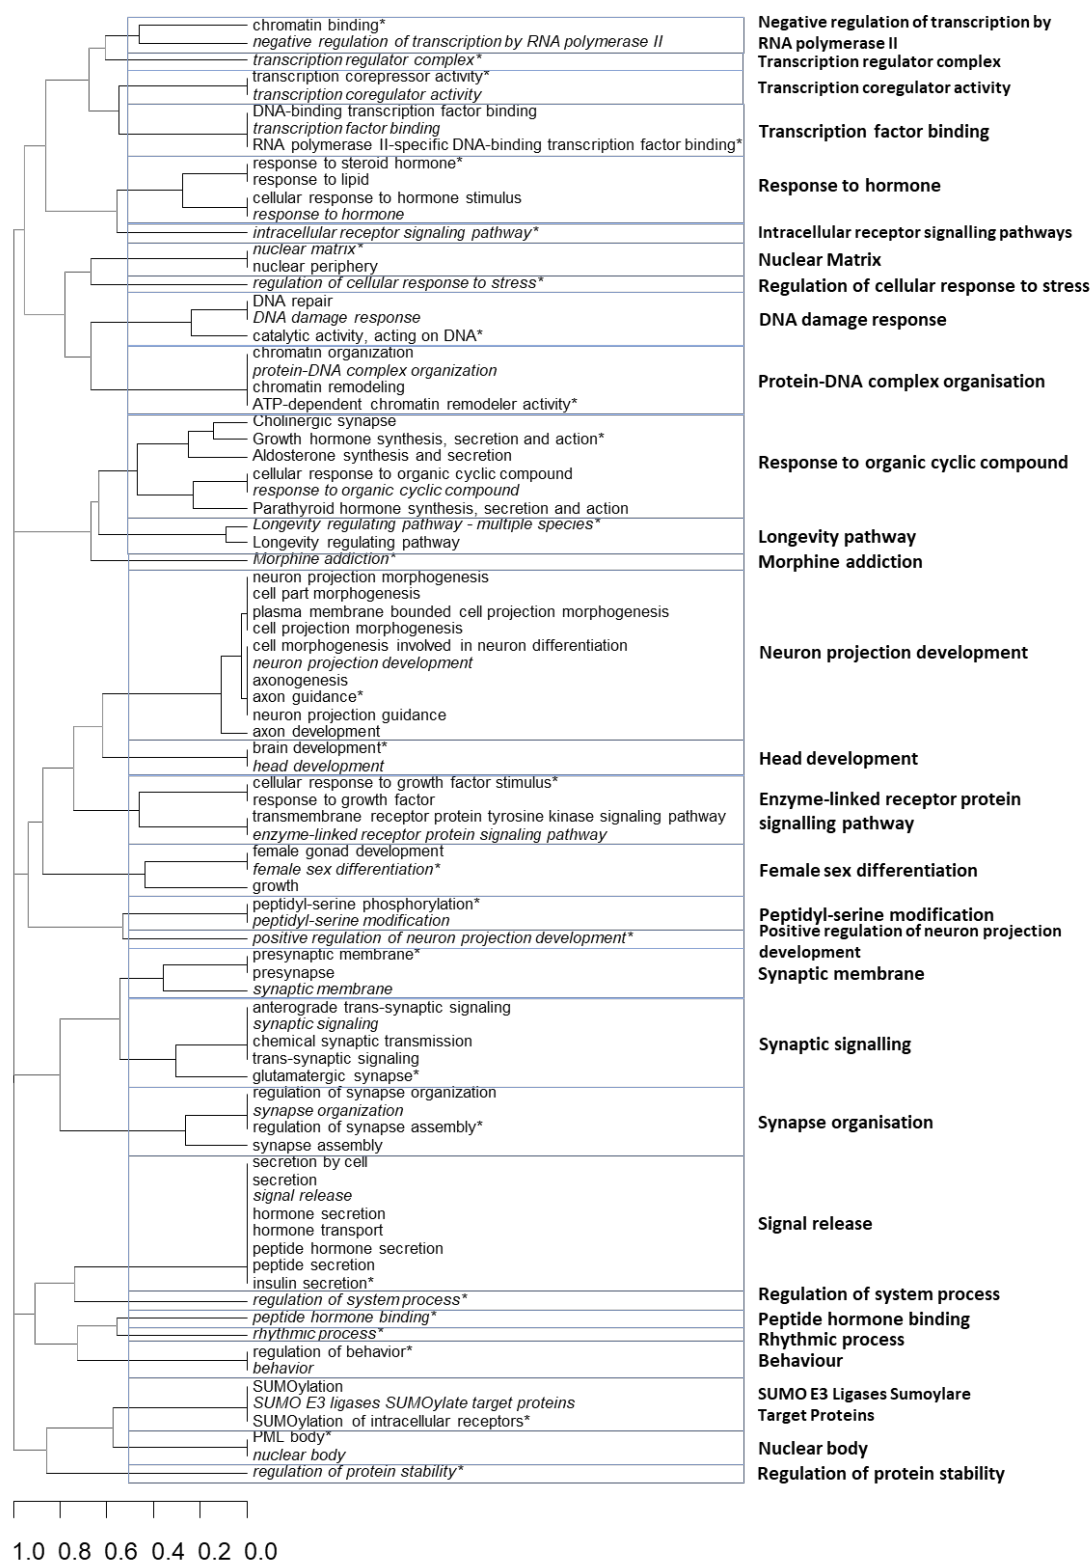 chromatin binding*
negative regulation of transcription by RNA polymerase II
Negative regulation of transcription by
RNA polymerase II
transcription regulator complex*
Transcription regulator complex
transcription corepressor activity*
transcription coregulator activity
Transcription coregulator activity
DNA-binding transcription factor binding
transcription factor binding
RNA polymerase II-specific DNA-binding transcription factor binding*
Transcription factor binding
response to steroid hormone*
response to lipid
cellular response to hormone stimulus
response to hormone
Response to hormone
intracellular receptor signaling pathway*
Intracellular receptor signalling pathways
nuclear matrix*
nuclear periphery
Nuclear Matrix
regulation of cellular response to stress*
Regulation of cellular response to stress
DNA repair
DNA damage response
catalytic activity, acting on DNA*
DNA damage response
chromatin organization
protein-DNA complex organization
chromatin remodeling
ATP-dependent chromatin remodeler activity*
Protein-DNA complex organisation
Cholinergic synapse
Growth hormone synthesis, secretion and action*
Aldosterone synthesis and secretion
cellular response to organic cyclic compound
response to organic cyclic compound
Parathyroid hormone synthesis, secretion and action
Response to organic cyclic compound
Longevity regulating pathway - multiple species*
Longevity regulating pathway
Longevity pathway
Morphine addiction*
Morphine addiction
neuron projection morphogenesis
cell part morphogenesis
plasma membrane bounded cell projection morphogenesis
cell projection morphogenesis
cell morphogenesis involved in neuron differentiation
neuron projection development
axonogenesis
axon guidance*
neuron projection guidance
axon development
Neuron projection development
brain development*
head development
Head development
cellular response to growth factor stimulus*
response to growth factor
transmembrane receptor protein tyrosine kinase signaling pathway
enzyme-linked receptor protein signaling pathway
Enzyme-linked receptor protein
signalling pathway
female gonad development
female sex differentiation*
growth
Female sex differentiation
peptidyl-serine phosphorylation*
peptidyl-serine modification
Peptidyl-serine modification
positive regulation of neuron projection development*
Positive regulation of neuron projection
development
presynaptic membrane*
presynapse
synaptic membrane
Synaptic membrane
anterograde trans-synaptic signaling
synaptic signaling
chemical synaptic transmission
trans-synaptic signaling
glutamatergic synapse*
Synaptic signalling
regulation of synapse organization
synapse organization
regulation of synapse assembly*
synapse assembly
Synapse organisation
secretion by cell
secretion
signal release
hormone secretion
hormone transport
peptide hormone secretion
peptide secretion
insulin secretion*
Signal release
regulation of system process*
Regulation of system process
peptide hormone binding*
Peptide hormone binding
rhythmic process*
Rhythmic process
regulation of behavior*
behavior
Behaviour
SUMOylation
SUMO E3 ligases SUMOylate target proteins
SUMOylation of intracellular receptors*
SUMO E3 Ligases Sumoylare
Target Proteins
PML body*
nuclear body
Nuclear body
regulation of protein stability*
Regulation of protein stability
1.0 0.8 0.6 0.4 0.2 0.0